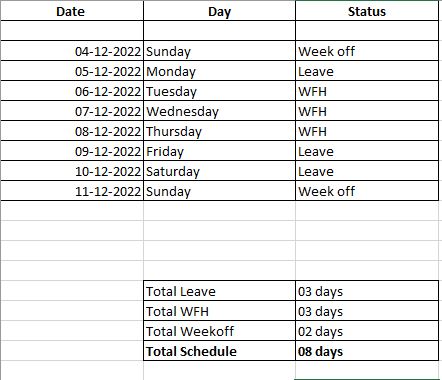 Date Day Status
04-12-2022 Sunday Week off
05-12-2022 Monday Leave
06-12-2022 Tuesday WFH
07-12-2022 Wednesday WFH
08-12-2022 Thursday WFH
09-12-2022 Friday Leave
10-12-2022 Saturday Leave
11-12-2022 Sunday Week off
Total Leave 03 days
Total WFH 03 days
Total Weekoff 02 days
Total Schedule 08 days